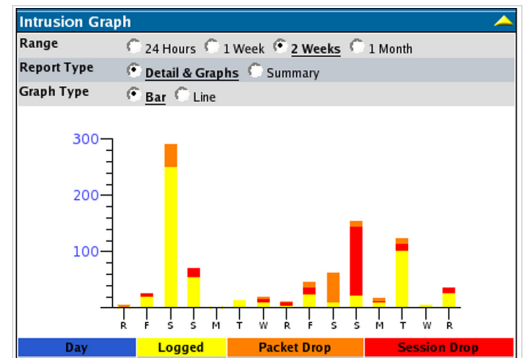 Intrusion Graph
Range 24 Hours 1 Week 2 Weeks 1 Month
Report Type Detail & Graphs Summary
Graph Type Bar Line
300
200
100
R F S S M T W R F S S M T W R
Day Logged Packet Drop Session Drop